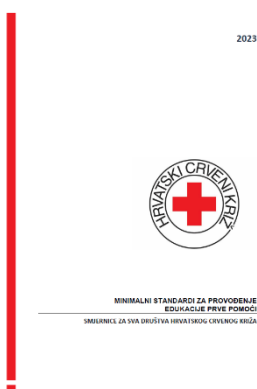 2023
HRVATSKI CRVENI KRIŽ
MINIMALNI STANDARDI ZA PROVOĐENJE
EDUKACIJE PRVE POMOĆI
SMJERNICE ZA SVA DRUŠTVA HRVATSKOG CRVENOG KRIŽA